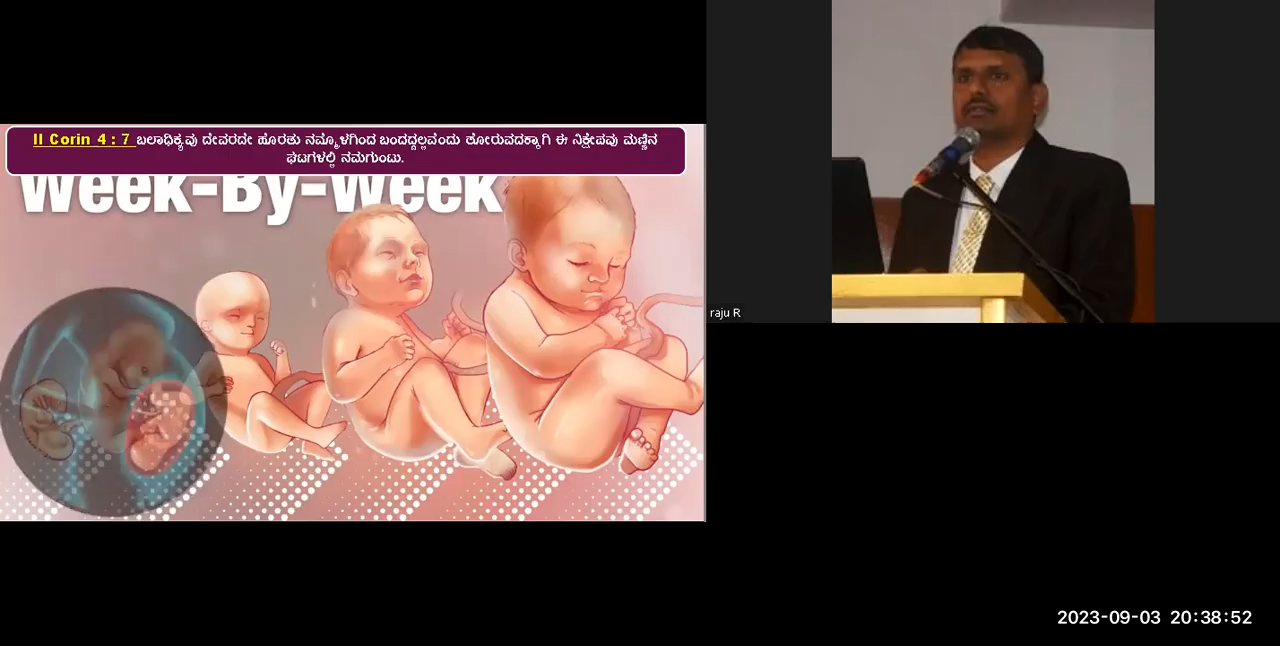 II Corin 4 : 7 ಬಲಾಧಿಕ್ಯವು ದೇವರದೇ ಹೊರತು ನಮ್ಮೊಳಗಿಂದ ಬಂದದ್ದಲ್ಲವೆಂದು ತೋರುವದಕ್ಕಾಗಿ ಈ ನಿಕ್ಷೇಪವು ಮಣ್ಣಿನ
ಘಟಗಳಲ್ಲಿ ನಮಗುಂಟು.
Week-By-Week
raju R
2023-09-03 20:38:52